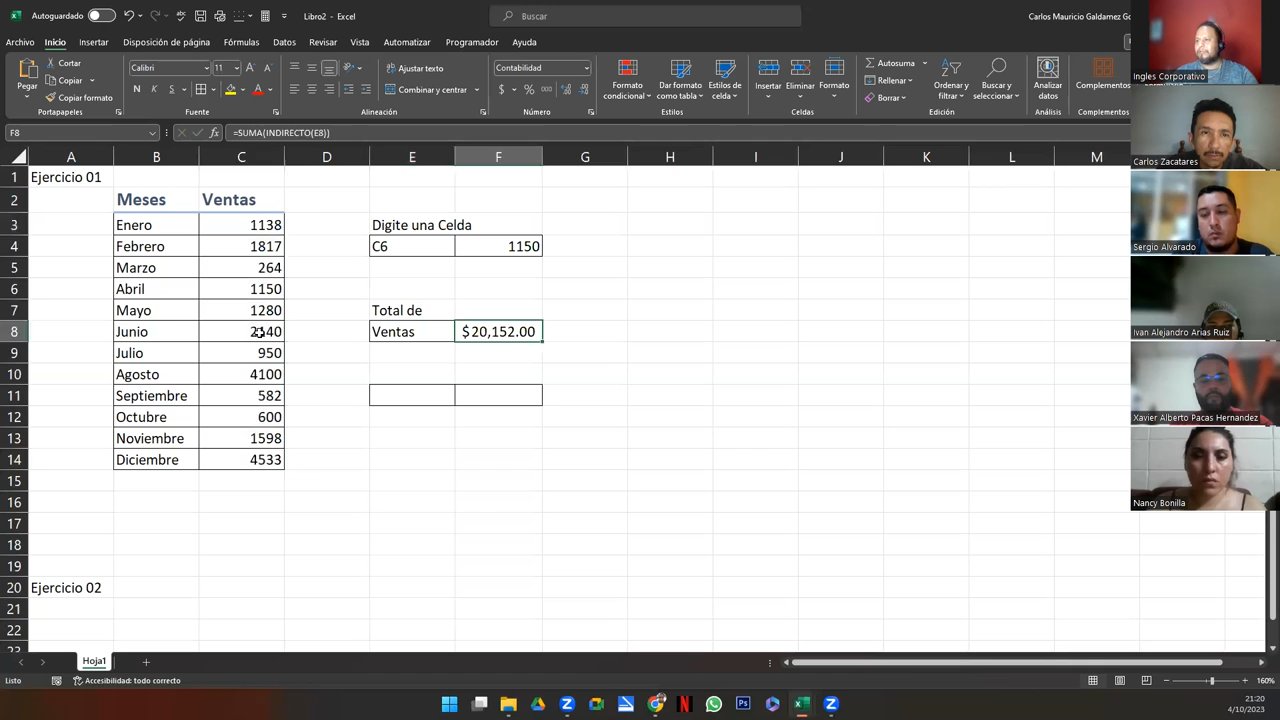 Autoguardado
Libro2 - Excel
Buscar
Carlos Mauricio Galdamez Go
Archivo Inicio Insertar Disposición de página Fórmulas Datos Revisar Vista Automatizar Programador Ayuda
Pegar
Cortar
Copiar
Copiar formato
Portapapeles
Calibri 11
N K S
Fuente
Ajustar texto
Combinar y centrar
Alineación
Contabilidad
$ % 000
Número
Formato condicional
Dar formato como tabla
Estilos de celda
Estilos
Insertar Eliminar Formato
Celdas
Autosuma
Rellenar
Borrar
Ordenar y filtrar
Buscar y seleccionar
Edición
Analizar datos
Análisis
Complementos
Complementos
F8 fx =SUMA(INDIRECTO(E8))
A B C D E F G H I J K L M
1 Ejercicio 01
2 Meses Ventas
3 Enero 1138 Digite una Celda
4 Febrero 1817 C6 1150
5 Marzo 264
6 Abril 1150
7 Mayo 1280 Total de
8 Junio 2140 Ventas $20,152.00
9 Julio 950
10 Agosto 4100
11 Septiembre 582
12 Octubre 600
13 Noviembre 1598
14 Diciembre 4533
15
16
17
18
19
20 Ejercicio 02
21
22
23
Hoja1
Listo
Accesibilidad: todo correcto
160%
21:20
4/10/2023
Ingles Corporativo
Carlos Zacatares
Sergio Alvarado
Ivan Alejandro Arias Ruiz
Xavier Alberto Pacas Hernandez
Nancy Bonilla